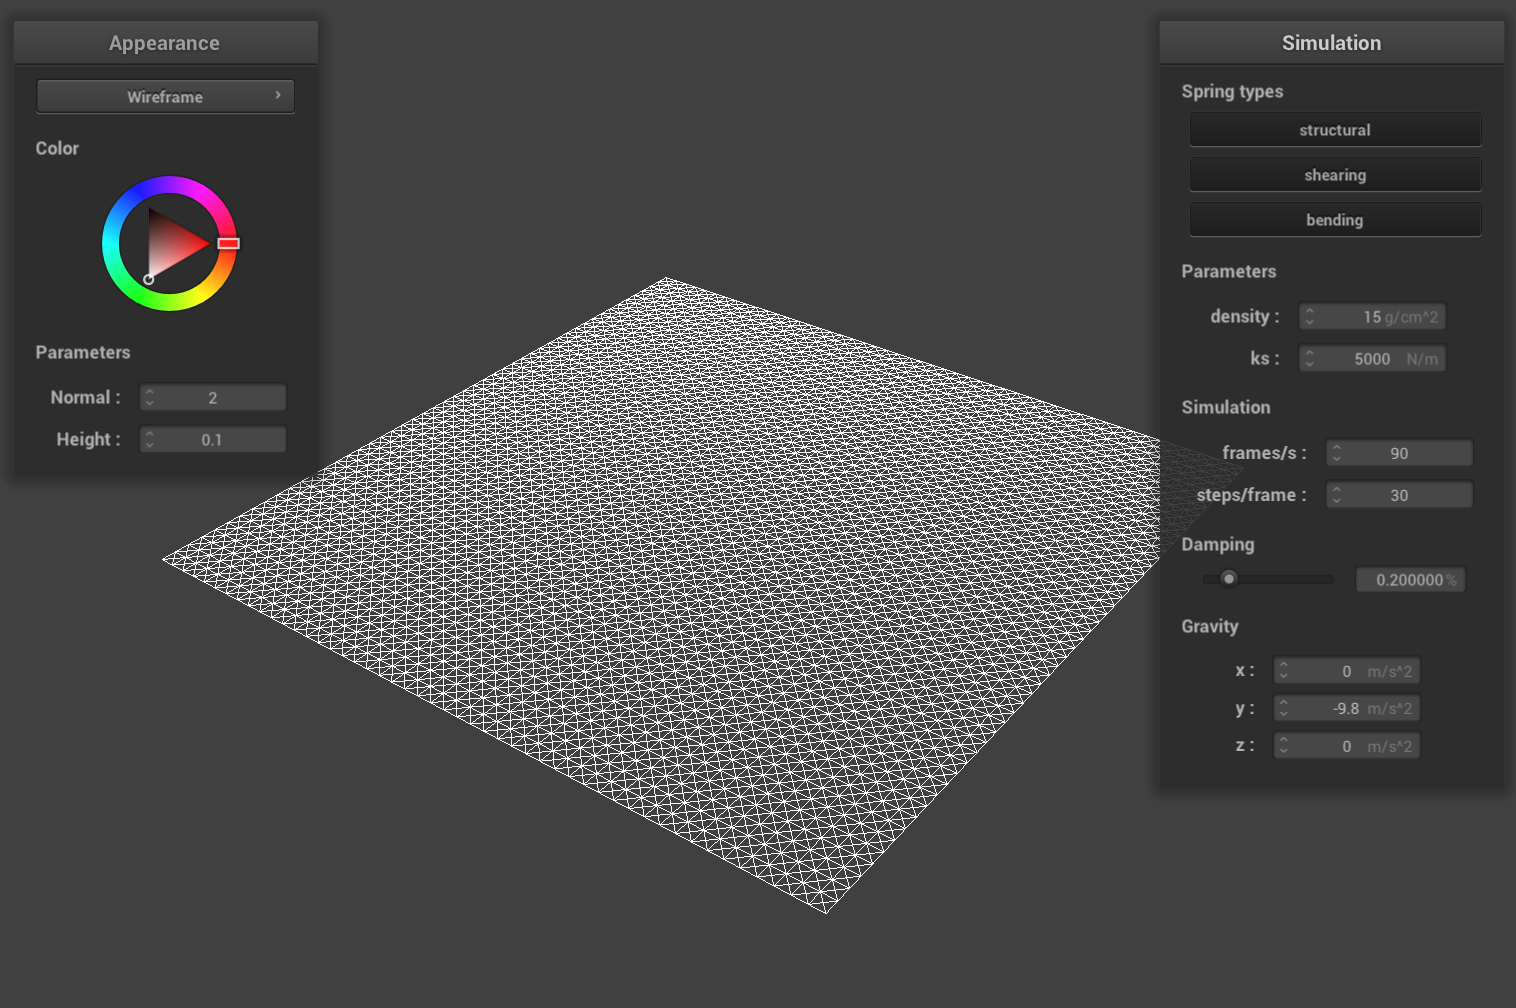 Appearance
Wireframe
Color
Parameters
Normal : 2
Height : 0.1
Simulation
Spring types
structural
shearing
bending
Parameters
density : 15 g/cm^2
ks : 5000 N/m
Simulation
frames/s : 90
steps/frame : 30
Damping
0.200000 %
Gravity
x : 0 m/s^2
y : -9.8 m/s^2
z : 0 m/s^2